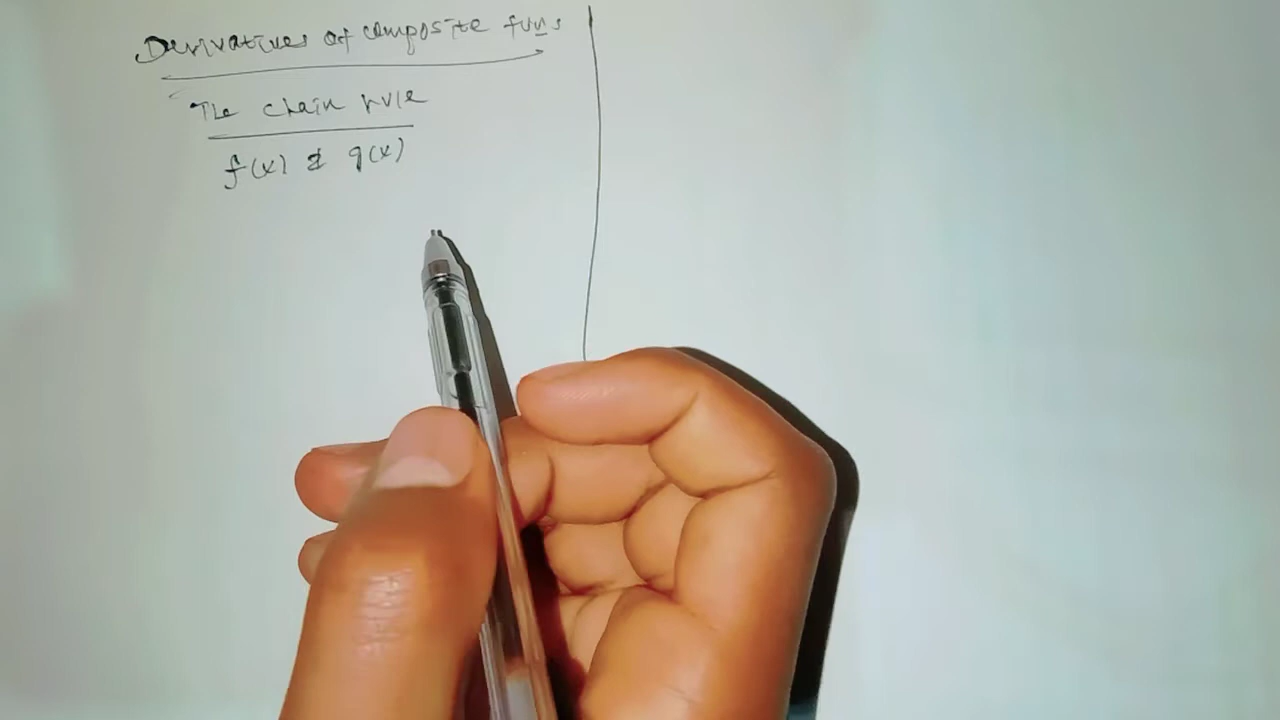 Derivatives of composite funs
The chain rule
f(x) & g(x)